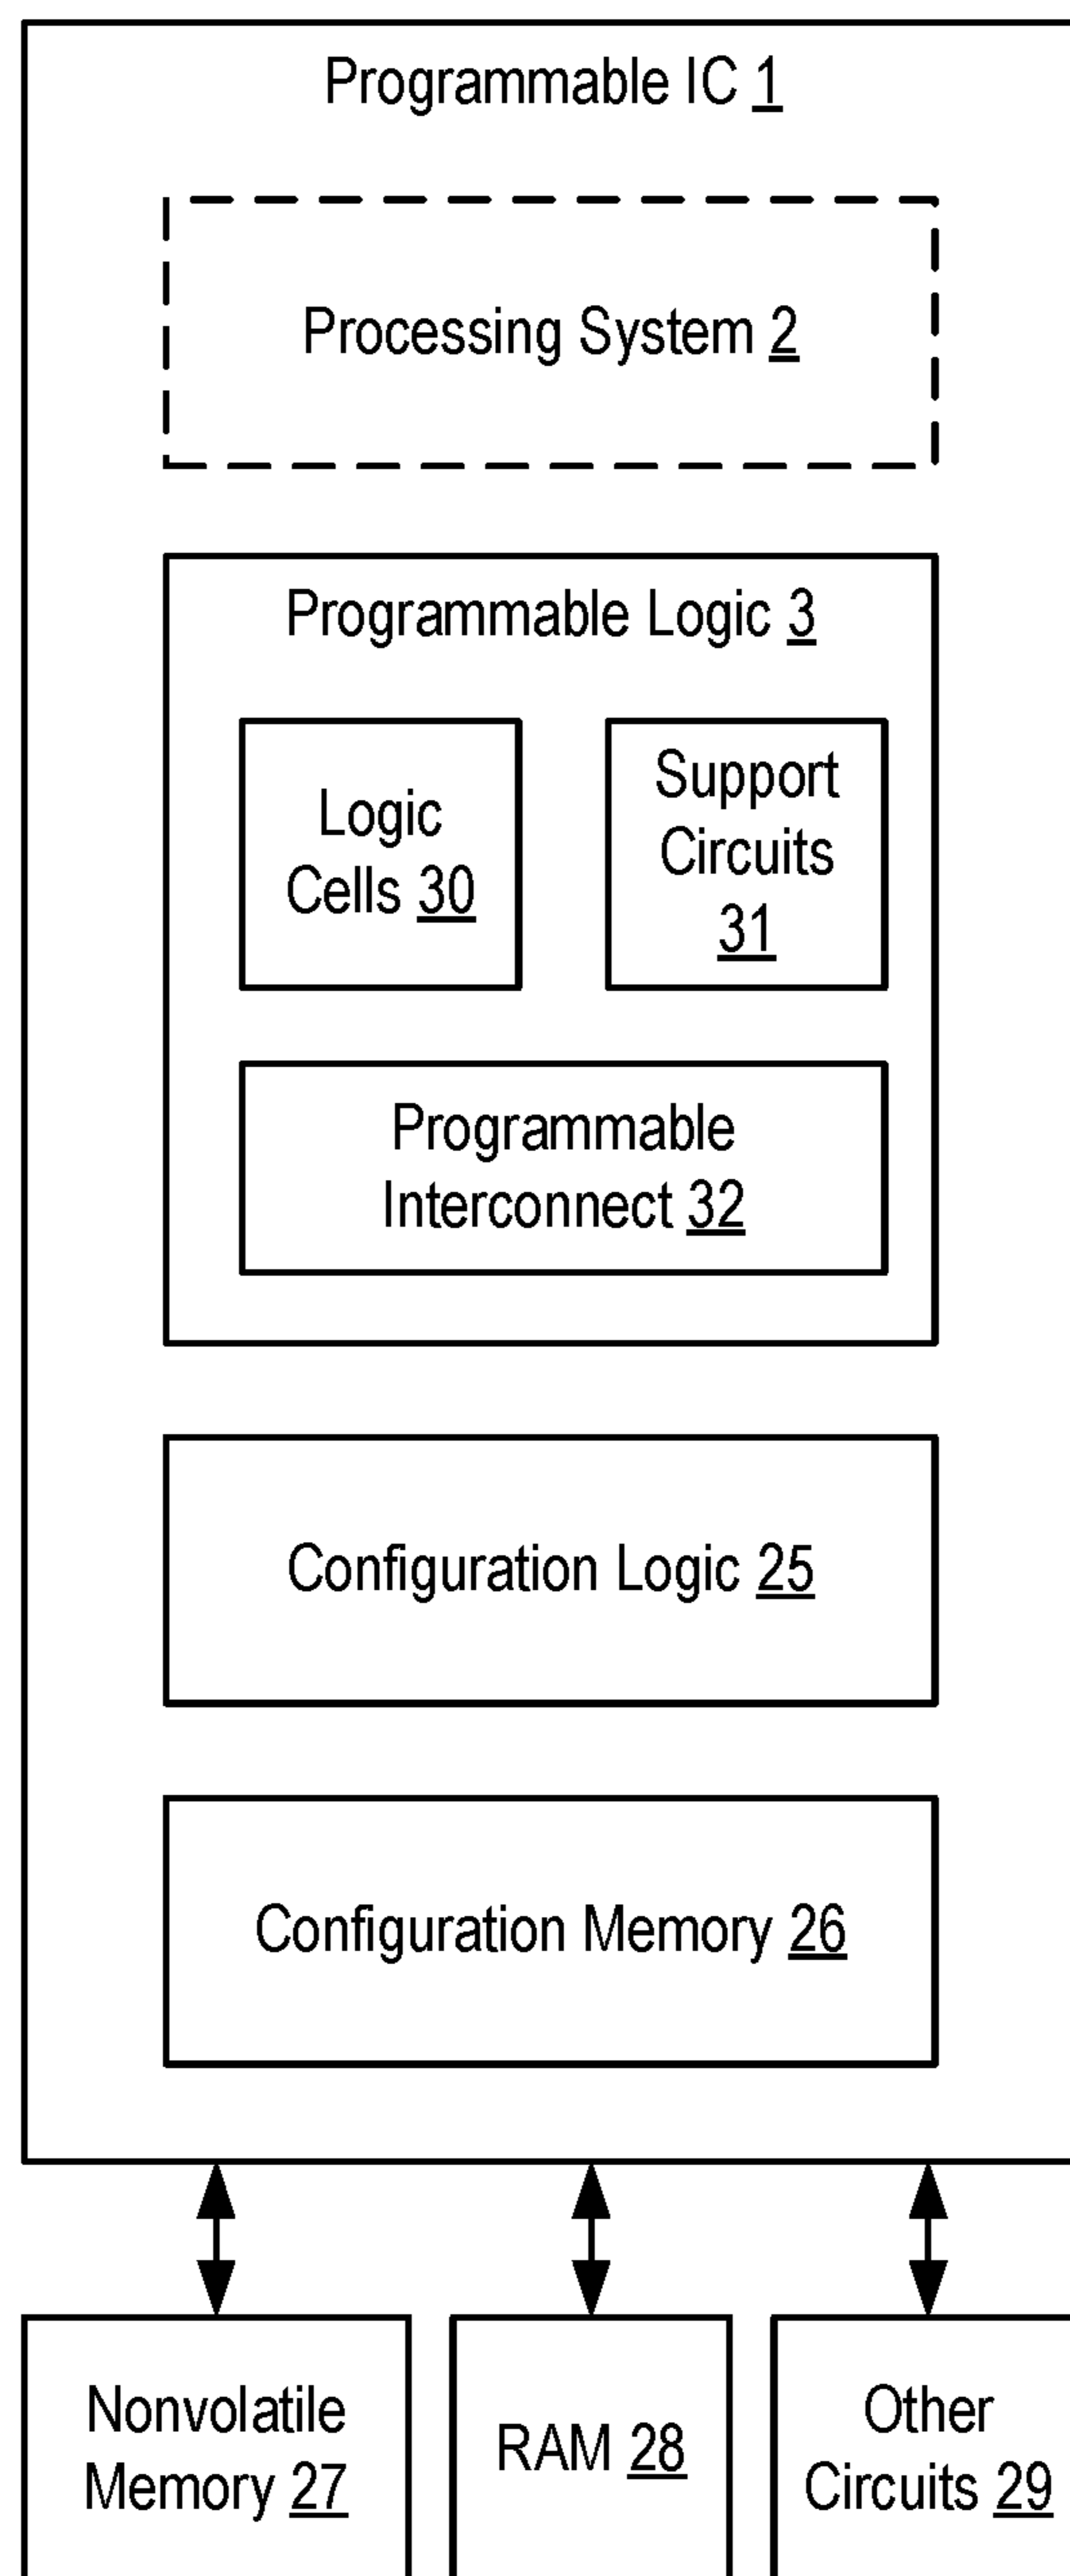 Programmable IC 1
Processing System 2
Programmable Logic 3
Logic
Cells 30
Support
Circuits
31
Programmable
Interconnect 32
Configuration Logic 25
Configuration Memory 26
Nonvolatile
Memory 27
RAM 28
Other
Circuits 29